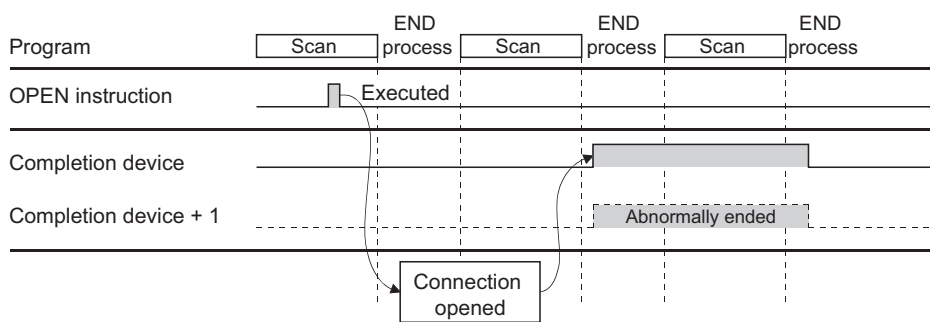 END END END
Program Scan process Scan process Scan process
OPEN instruction Executed
Completion device
Completion device + 1 Abnormally ended
Connection
opened